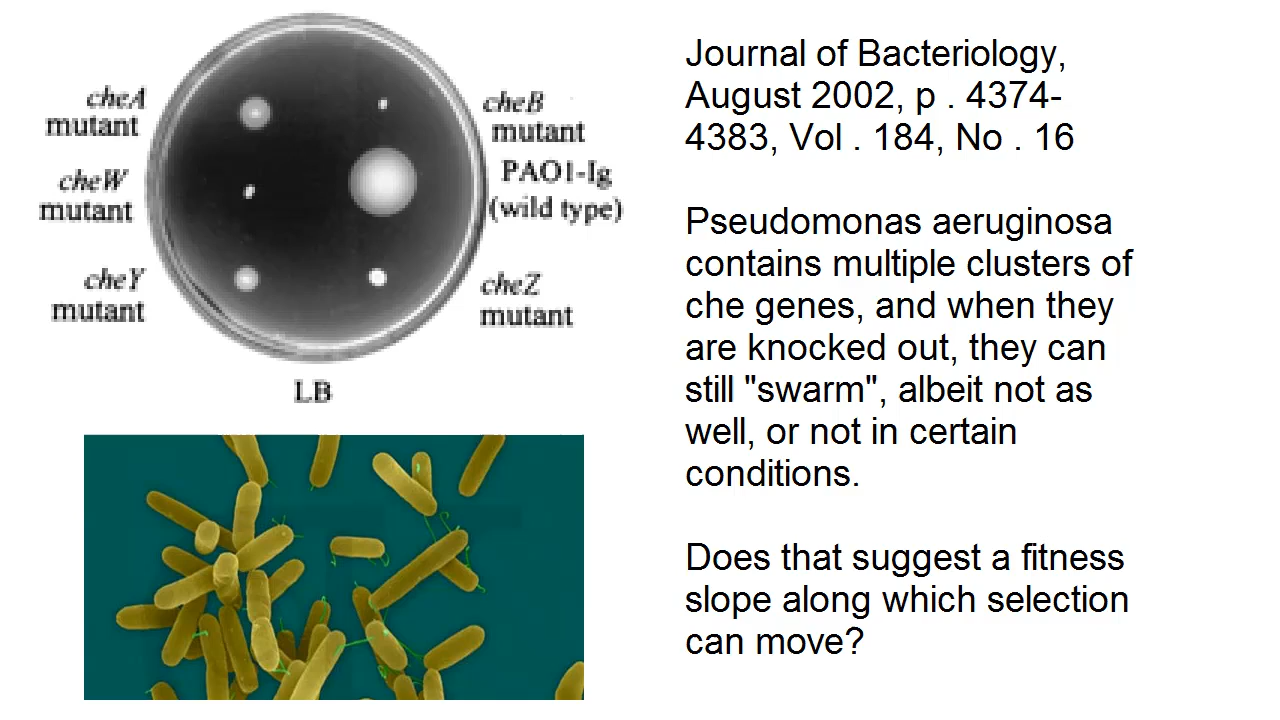 cheA
mutant
cheW
mutant
cheY
mutant
cheB
mutant
PAO1-Ig
(wild type)
cheZ
mutant
LB
Journal of Bacteriology,
August 2002, p . 4374-
4383, Vol . 184, No . 16
Pseudomonas aeruginosa
contains multiple clusters of
che genes, and when they
are knocked out, they can
still "swarm", albeit not as
well, or not in certain
conditions.
Does that suggest a fitness
slope along which selection
can move?